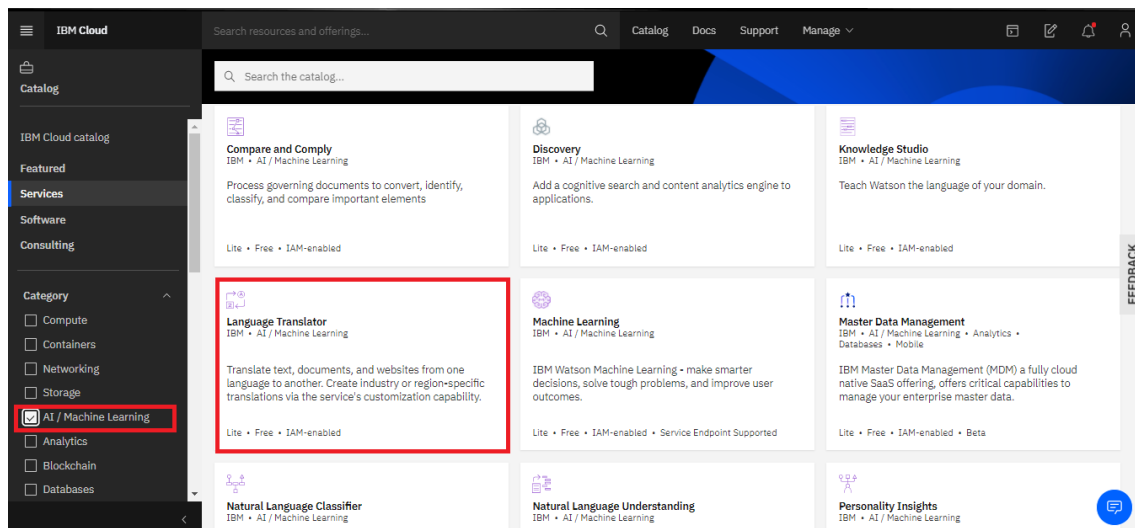 IBM Cloud
Search resources and offerings...
Catalog
Docs
Support
Manage
Catalog
IBM Cloud catalog
Featured
Services
Software
Consulting
Category
Compute
Containers
Networking
Storage
AI / Machine Learning
Analytics
Blockchain
Databases
Search the catalog...
Compare and Comply
IBM • AI / Machine Learning
Process governing documents to convert, identify,
classify, and compare important elements
Lite • Free • IAM-enabled
Discovery
IBM • AI / Machine Learning
Add a cognitive search and content analytics engine to
applications.
Lite • Free • IAM-enabled
Knowledge Studio
IBM • AI / Machine Learning
Teach Watson the language of your domain.
Lite • Free • IAM-enabled
Language Translator
IBM • AI / Machine Learning
Translate text, documents, and websites from one
language to another. Create industry or region-specific
translations via the service's customization capability.
Lite • Free • IAM-enabled
Machine Learning
IBM • AI / Machine Learning
IBM Watson Machine Learning - make smarter
decisions, solve tough problems, and improve user
outcomes.
Lite • Free • IAM-enabled • Service Endpoint Supported
Master Data Management
IBM • AI / Machine Learning • Analytics •
Databases • Mobile
IBM Master Data Management (MDM) a fully cloud
native SaaS offering, offers critical capabilities to
manage your enterprise master data.
Lite • Free • IAM-enabled • Beta
Natural Language Classifier
IBM • AI / Machine Learning
Natural Language Understanding
IBM • AI / Machine Learning
Personality Insights
IBM • AI / Machine Learning
FEEDBACK